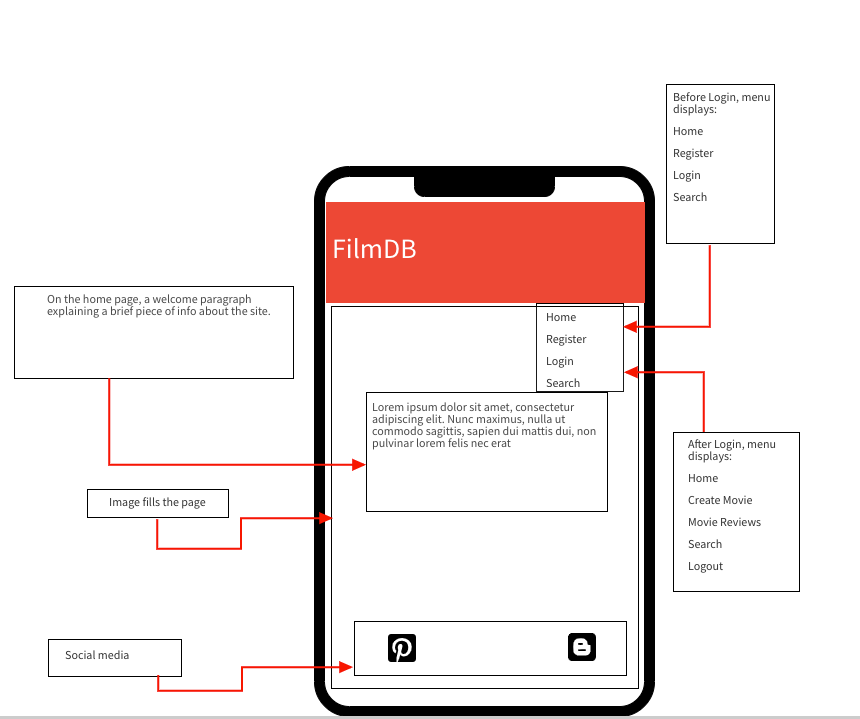 Before Login, menu
displays:
Home
Register
Login
Search
FilmDB
On the home page, a welcome paragraph
explaining a brief piece of info about the site.
Home
Register
Login
Search
Lorem ipsum dolor sit amet, consectetur
adipiscing elit. Nunc maximus, nulla ut
commodo sagittis, sapien dui mattis dui, non
pulvinar lorem felis nec erat
After Login, menu
displays:
Home
Create Movie
Movie Reviews
Search
Logout
Image fills the page
Social media